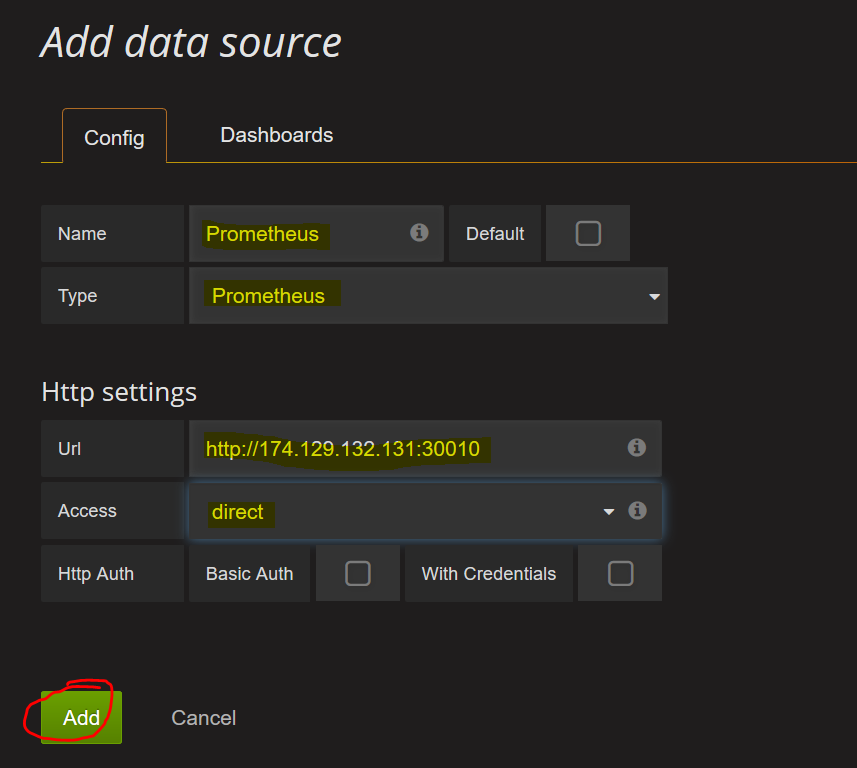 Add data source
Config Dashboards
Name Prometheus Default
Type Prometheus
Http settings
Url http://174.129.132.131:30010
Access direct
Http Auth Basic Auth With Credentials
Add Cancel